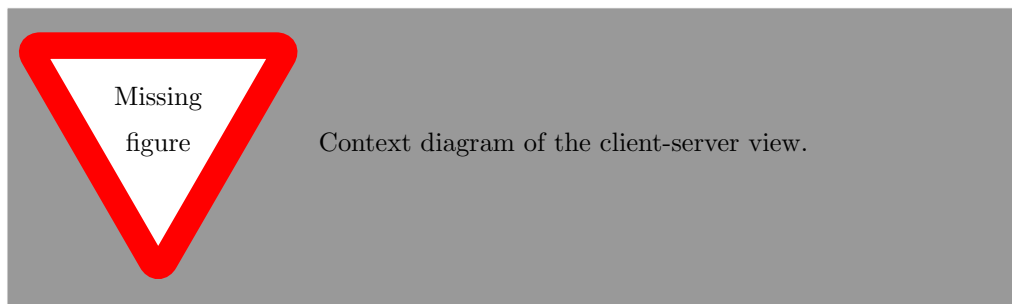 Missing
figure
Context diagram of the client-server view.